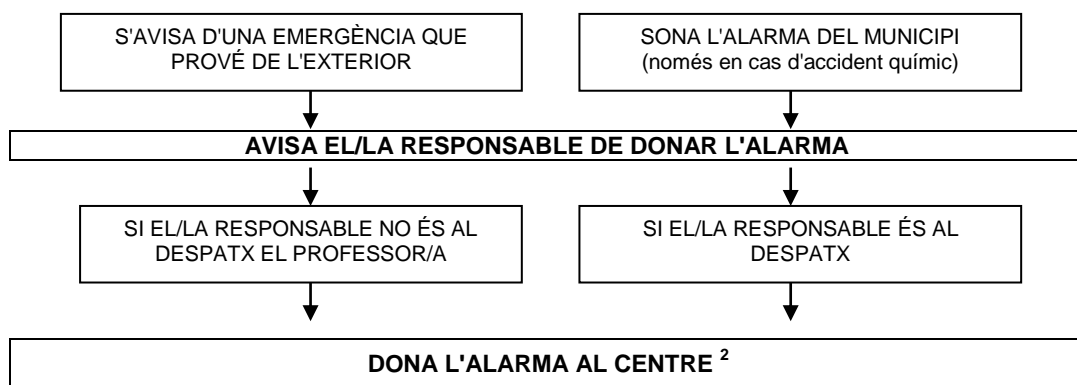 S'AVISA D'UNA EMERGÈNCIA QUE
PROVÉ DE L'EXTERIOR
SONA L'ALARMA DEL MUNICIPI
(només en cas d'accident químic)
AVISA EL/LA RESPONSABLE DE DONAR L'ALARMA
SI EL/LA RESPONSABLE NO ÉS AL
DESPATX EL PROFESSOR/A
SI EL/LA RESPONSABLE ÉS AL
DESPATX
DONA L'ALARMA AL CENTRE ²